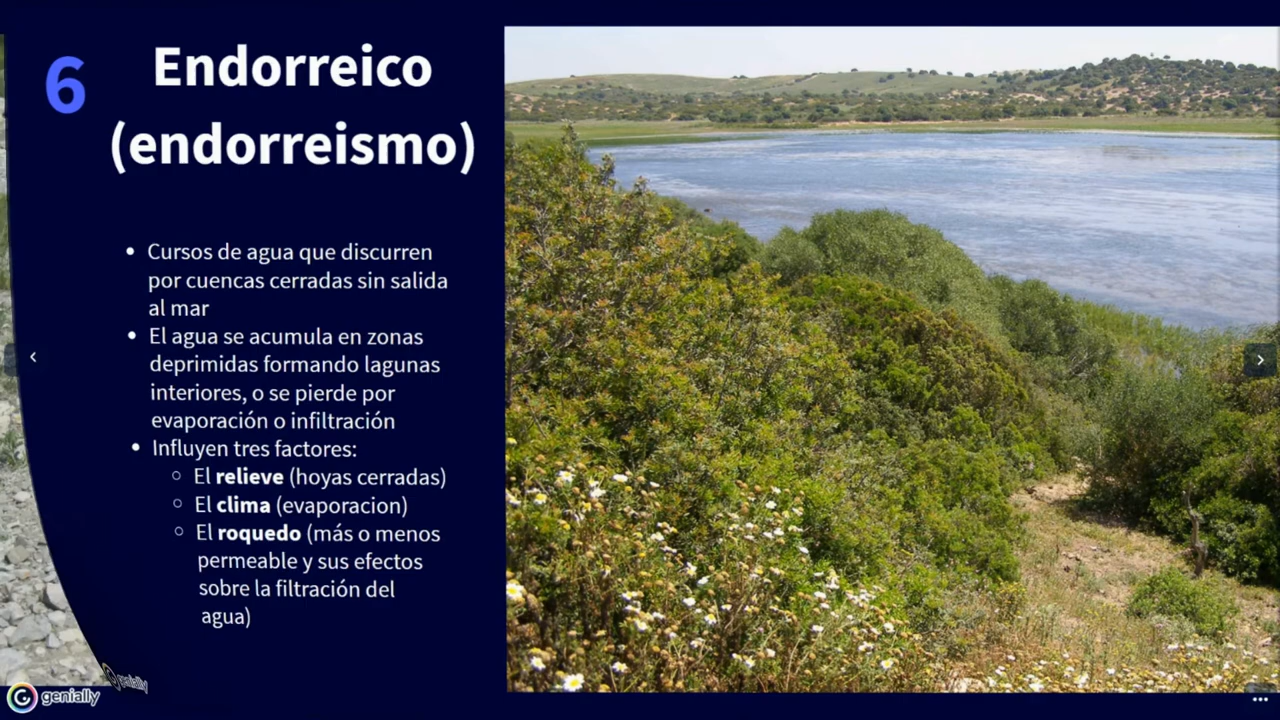 6
Endorreico
(endorreismo)
• Cursos de agua que discurren
por cuencas cerradas sin salida
al mar
• El agua se acumula en zonas
deprimidas formando lagunas
interiores, o se pierde por
evaporación o infiltración
• Influyen tres factores:
○ El relieve (hoyas cerradas)
○ El clima (evaporacion)
○ El roquedo (más o menos
permeable y sus efectos
sobre la filtración del
agua)
genially
genially